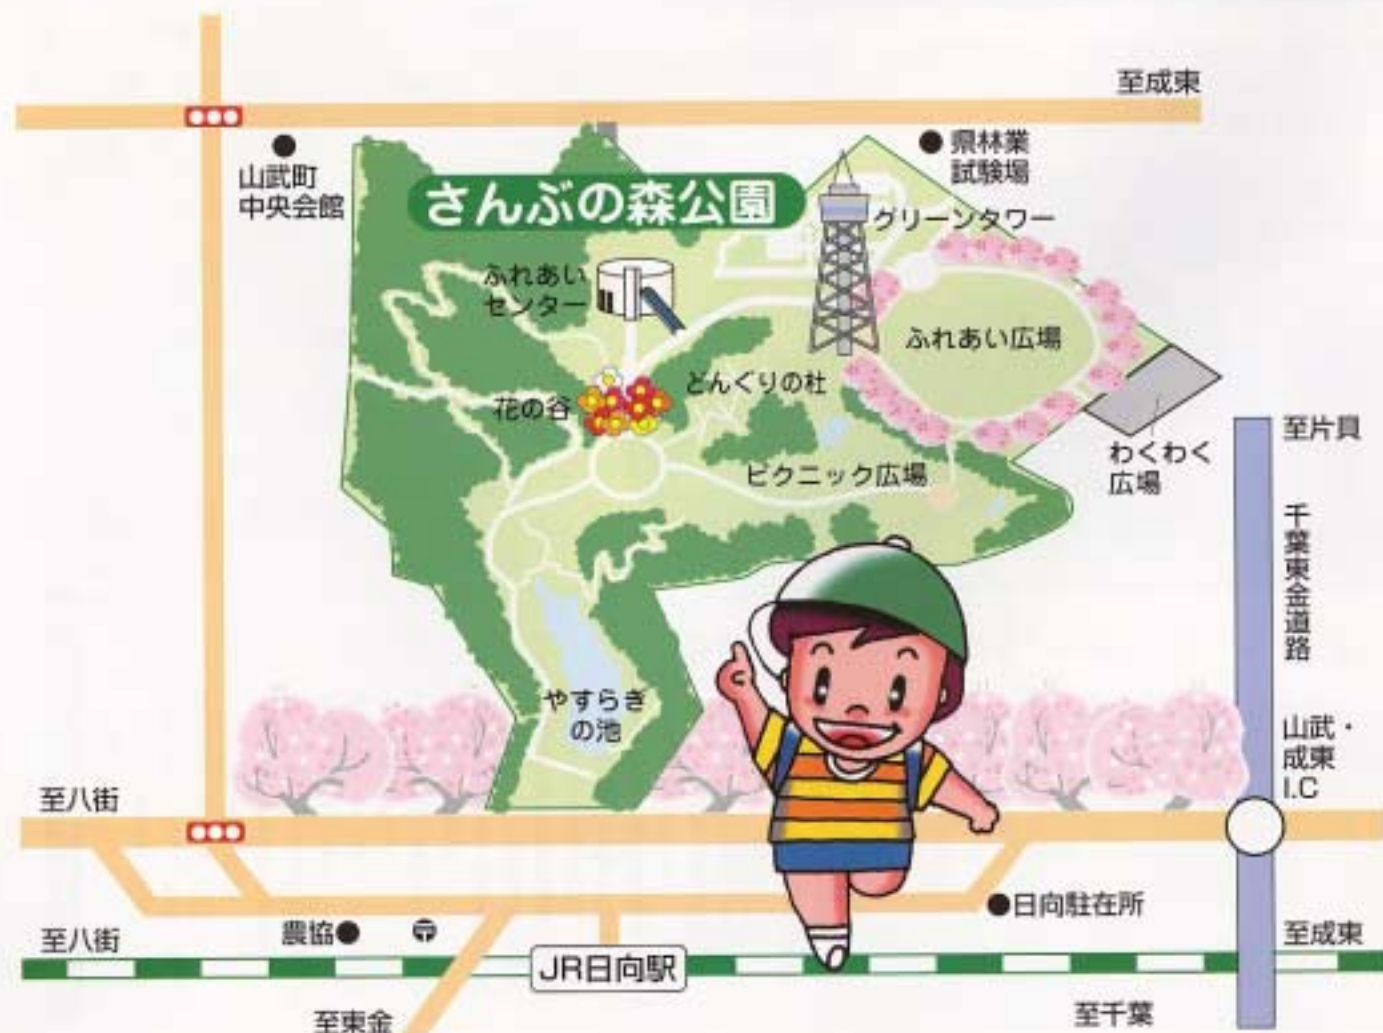 至成東
山武町
中央会館
県林業
試験場
さんぶの森公園
グリーンタワー
ふれあい
センター
ふれあい広場
どんぐりの杜
花の谷
ピクニック広場
わくわく
広場
至片貝
千葉東金道路
やすらぎ
の池
山武・
成東
I.C
至八街
日向駐在所
農協
〒
至八街
至成東
JR日向駅
至東金
至千葉